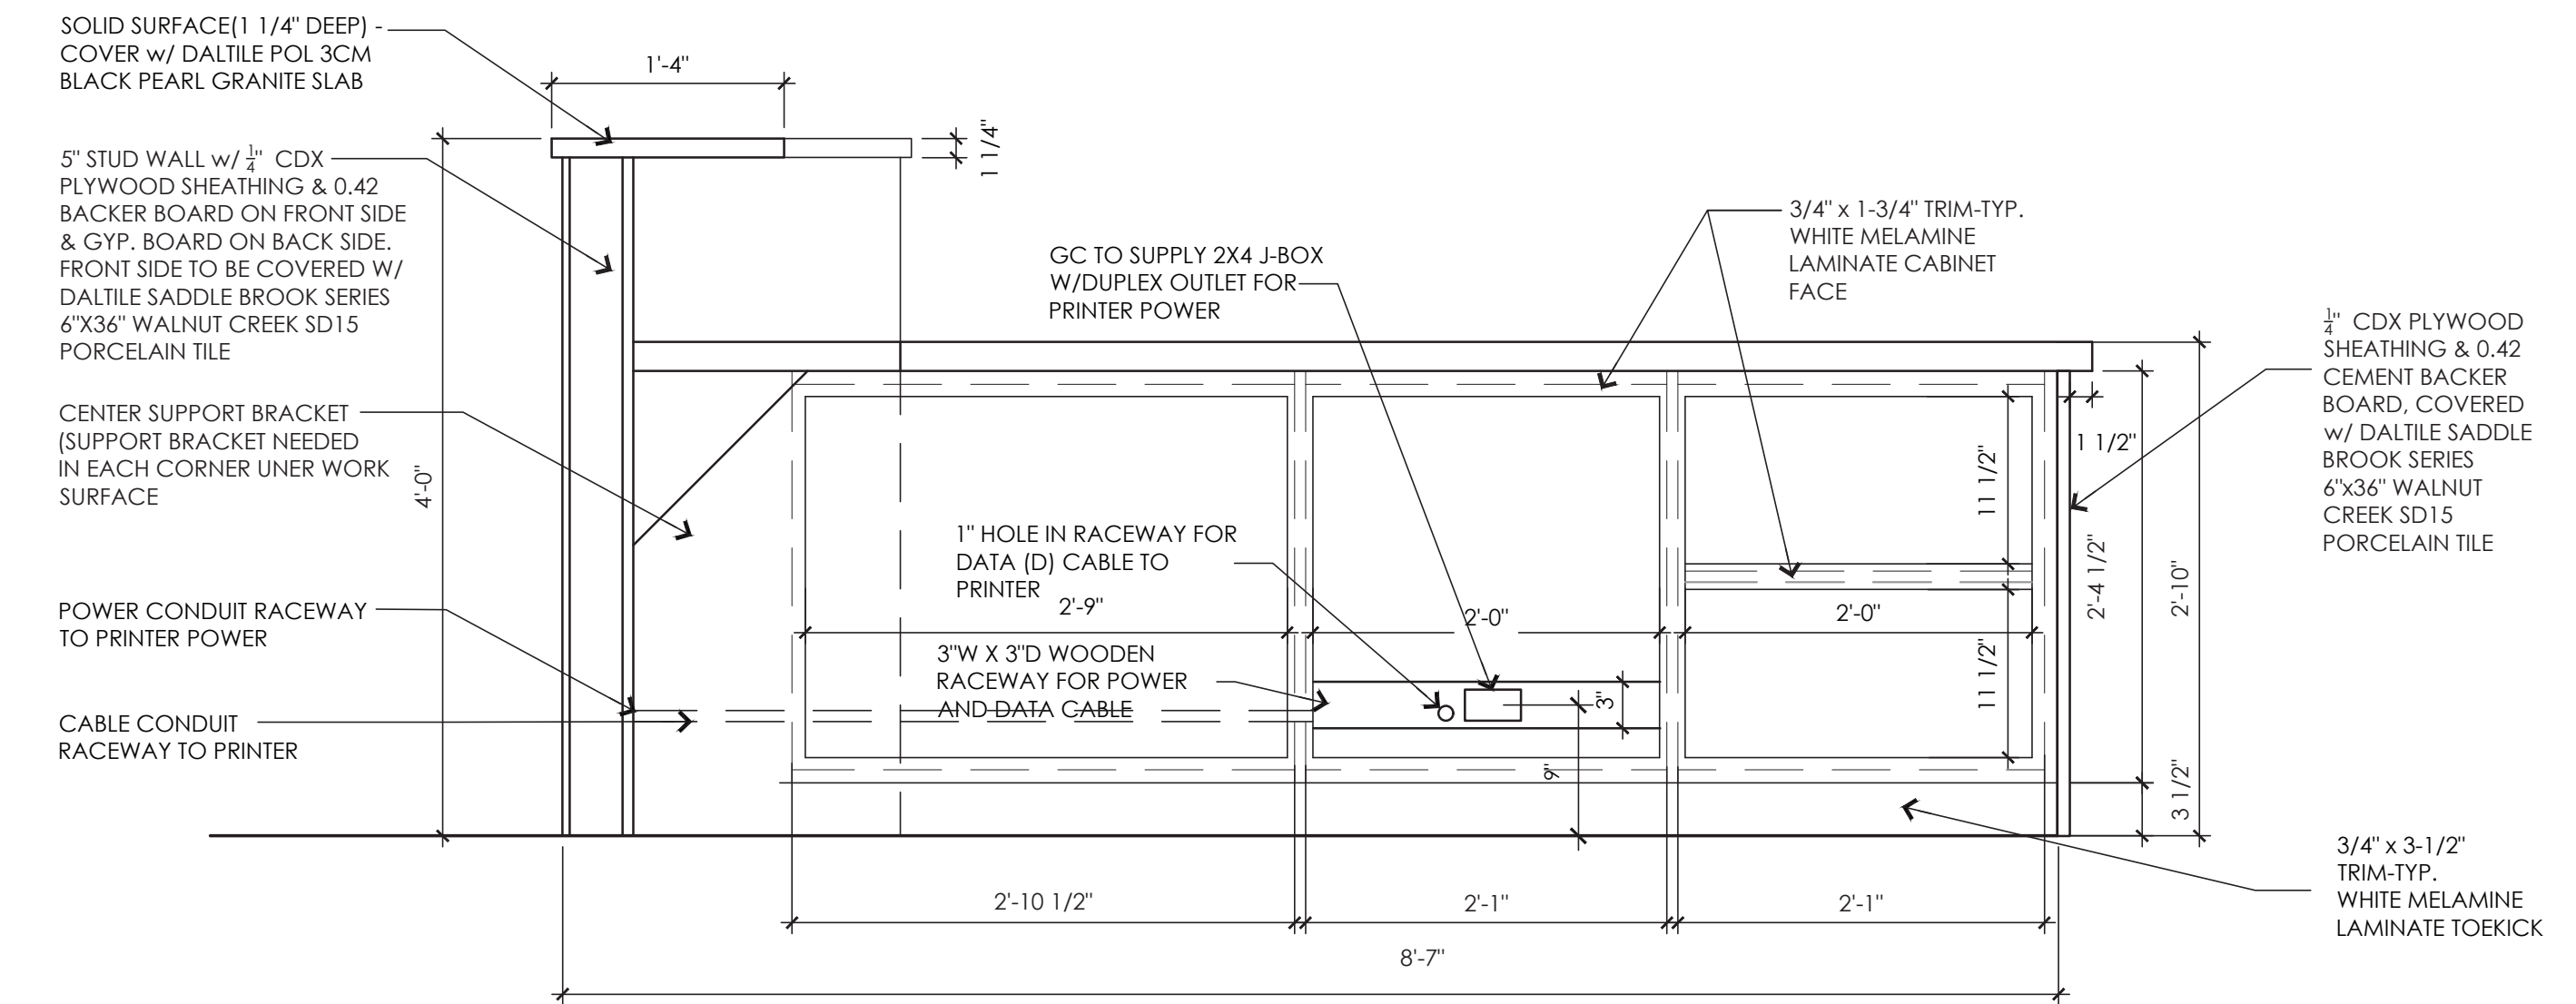 SOLID SURFACE(1 1/4" DEEP) -
COVER w/ DALTILE POL 3CM
BLACK PEARL GRANITE SLAB
1'-4"
1 1/4"
5" STUD WALL w/ 1/4" CDX
PLYWOOD SHEATHING & 0.42
BACKER BOARD ON FRONT SIDE
& GYP. BOARD ON BACK SIDE.
FRONT SIDE TO BE COVERED W/
DALTILE SADDLE BROOK SERIES
6"X36" WALNUT CREEK SD15
PORCELAIN TILE
GC TO SUPPLY 2X4 J-BOX
W/DUPLEX OUTLET FOR
PRINTER POWER
3/4" x 1-3/4" TRIM-TYP.
WHITE MELAMINE
LAMINATE CABINET
FACE
1/4" CDX PLYWOOD
SHEATHING & 0.42
CEMENT BACKER
BOARD, COVERED
w/ DALTILE SADDLE
BROOK SERIES
6"x36" WALNUT
CREEK SD15
PORCELAIN TILE
CENTER SUPPORT BRACKET
(SUPPORT BRACKET NEEDED
IN EACH CORNER UNER WORK
SURFACE
4'-0"
1 1/2"
11 1/2"
2'-4 1/2"
2'-10"
1" HOLE IN RACEWAY FOR
DATA (D) CABLE TO
PRINTER
2'-9"
2'-0"
2'-0"
POWER CONDUIT RACEWAY
TO PRINTER POWER
3"W X 3"D WOODEN
RACEWAY FOR POWER
AND DATA CABLE
3"
11 1/2"
CABLE CONDUIT
RACEWAY TO PRINTER
9"
3 1/2"
3/4" x 3-1/2"
TRIM-TYP.
WHITE MELAMINE
LAMINATE TOEKICK
2'-10 1/2"
2'-1"
2'-1"
8'-7"